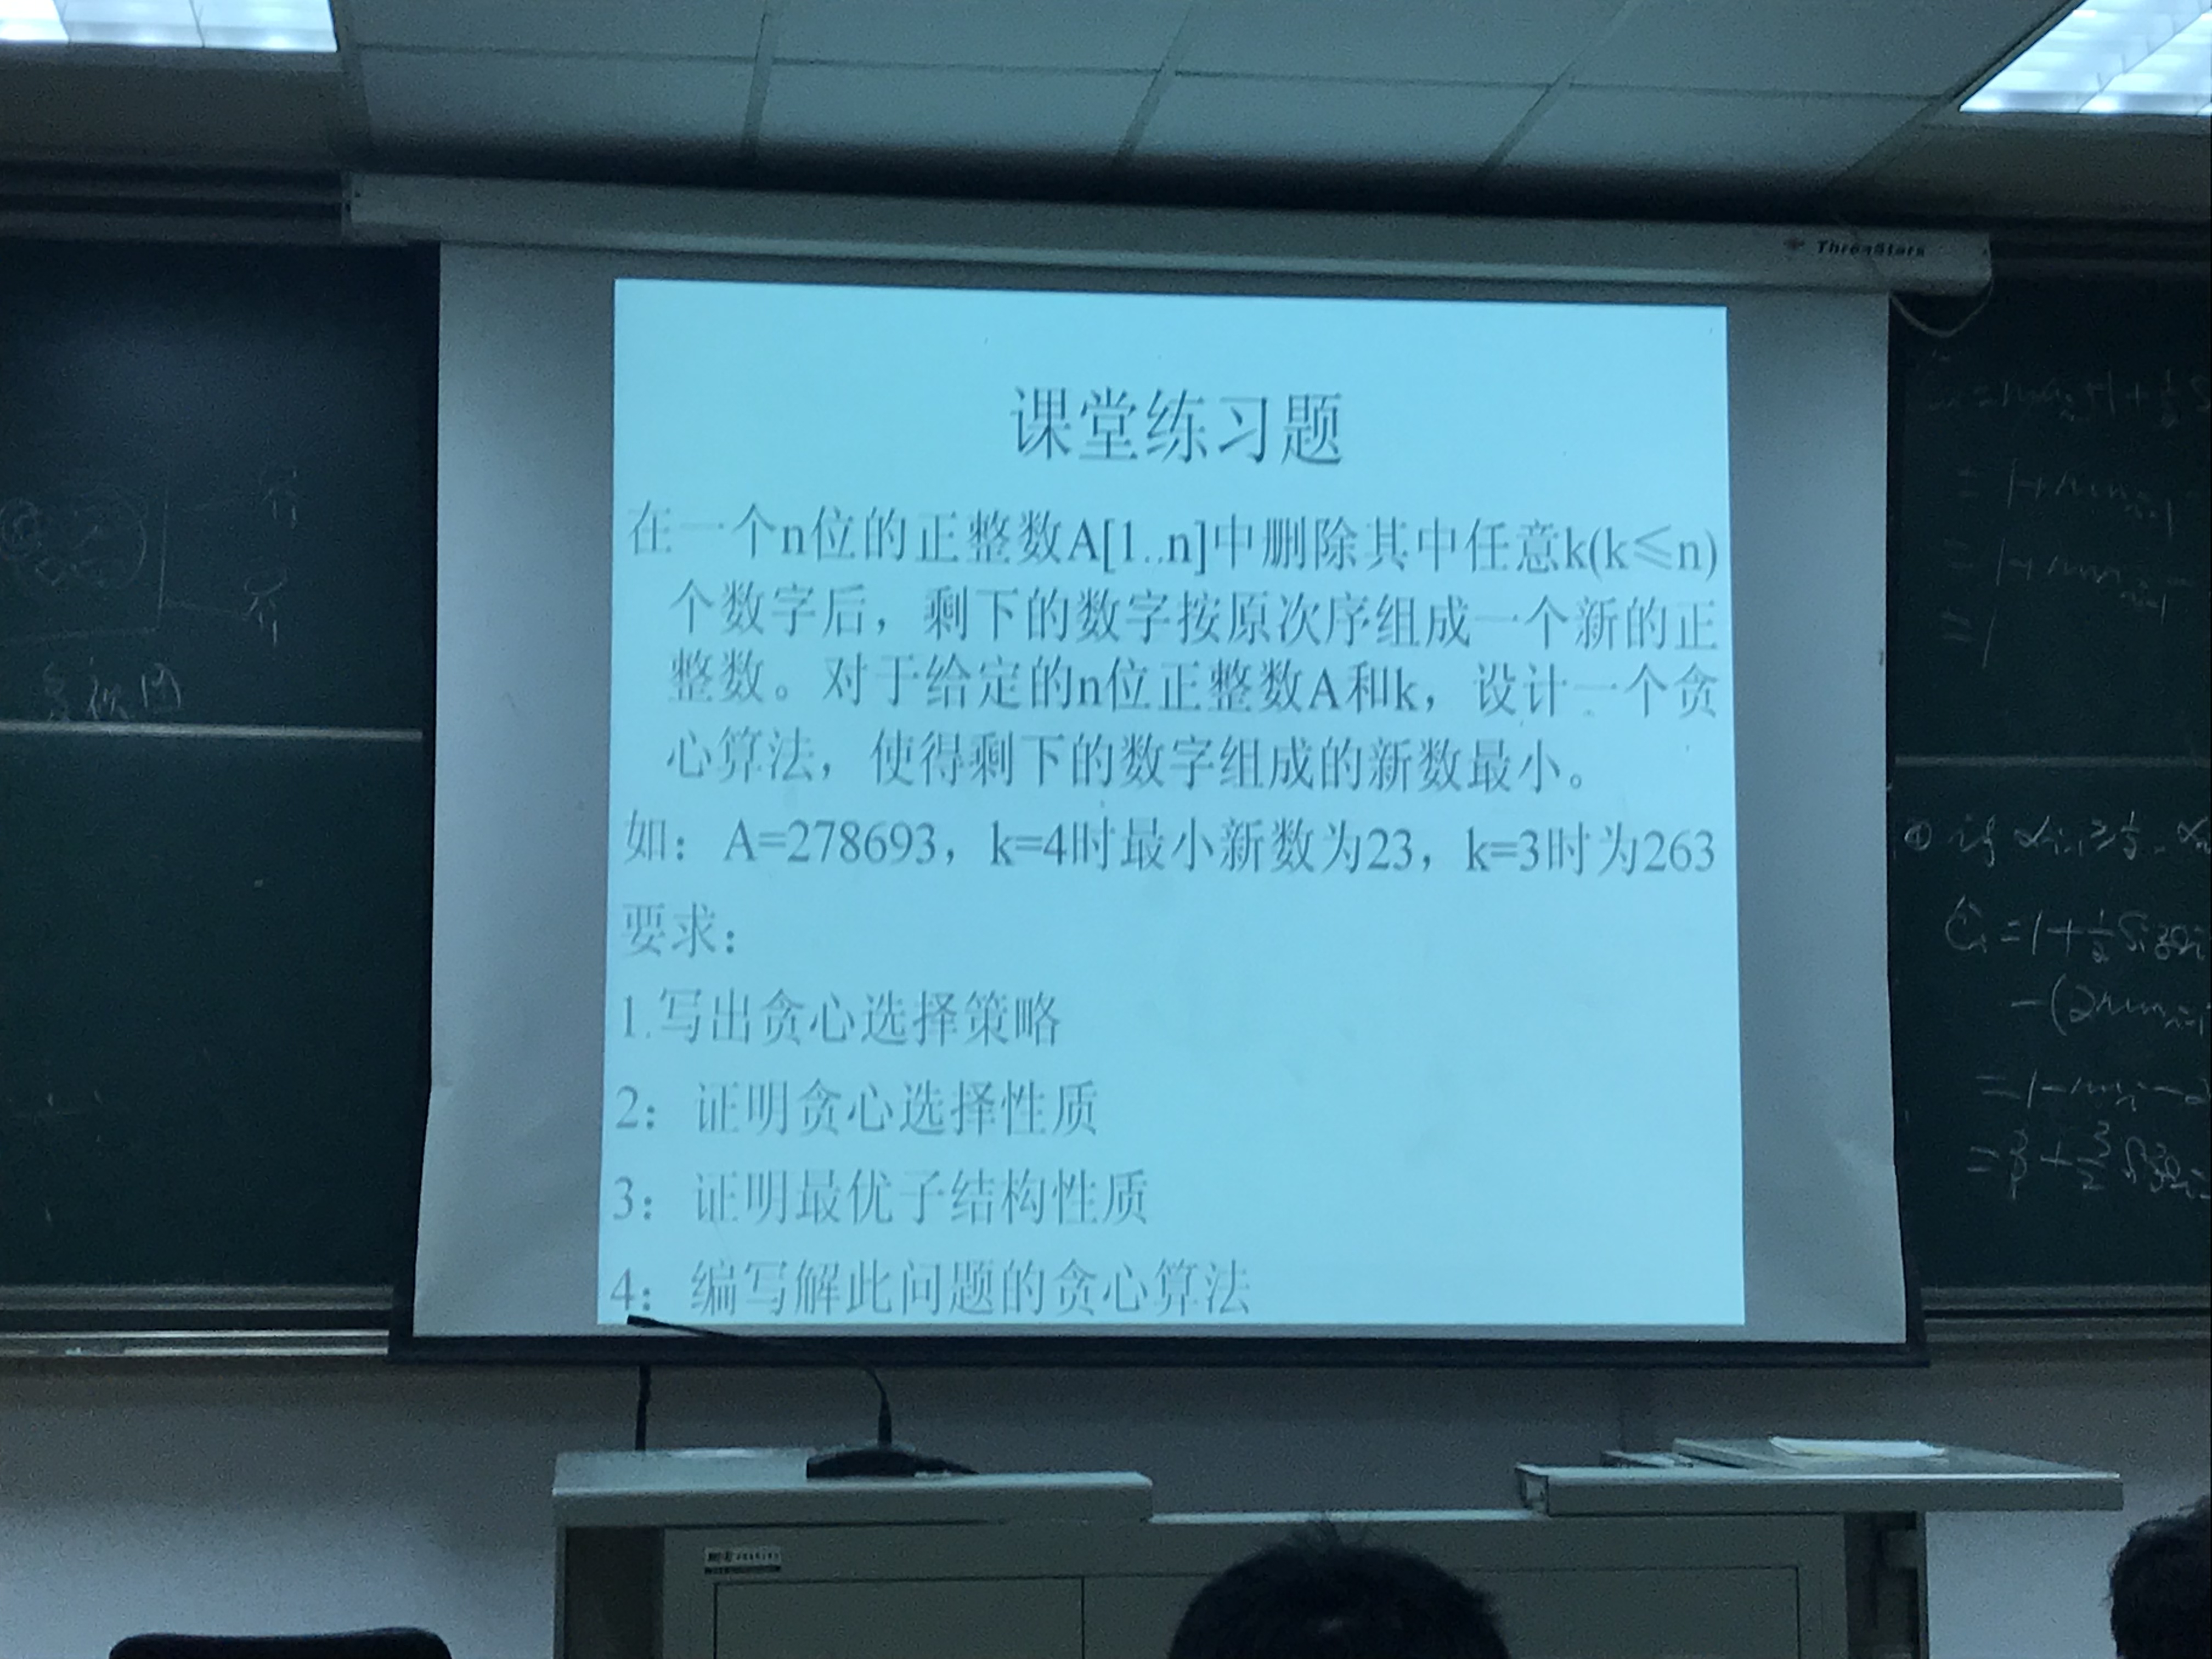 ThreeStars
课堂练习题
在一个n位的正整数A[1..n]中删除其中任意k(k≤n)
个数字后，剩下的数字按原次序组成一个新的正
整数。对于给定的n位正整数A和k，设计一个贪
心算法，使得剩下的数字组成的新数最小。
如：A=278693，k=4时最小新数为23，k=3时为263
要求：
1.写出贪心选择策略
2：证明贪心选择性质
3：证明最优子结构性质
4：编写解此问题的贪心算法